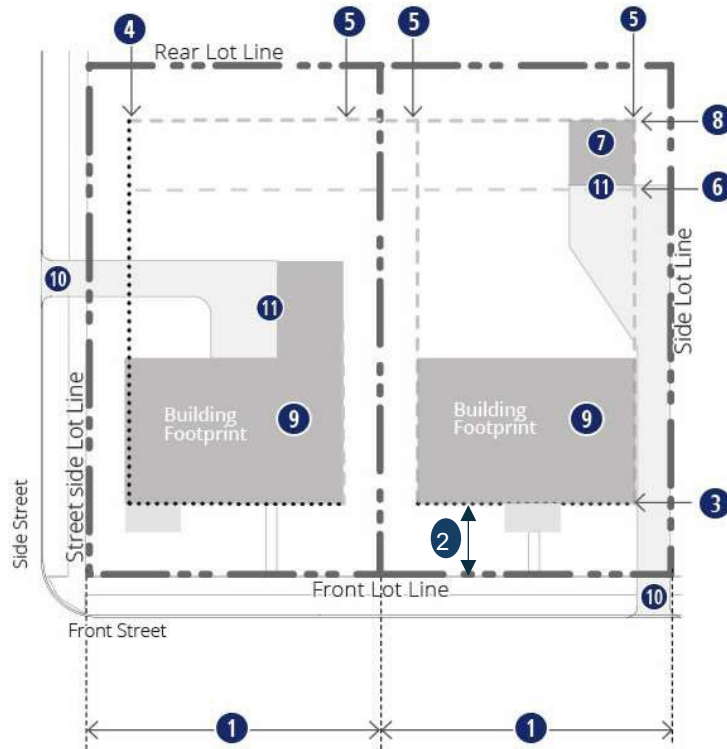 4
5
5
5
Rear Lot Line
8
7
11
6
10
11
Side Lot Line
Building
Footprint
9
Building
Footprint
9
Street side Lot Line
Side Street
3
2
Front Lot Line
10
Front Street
1
1